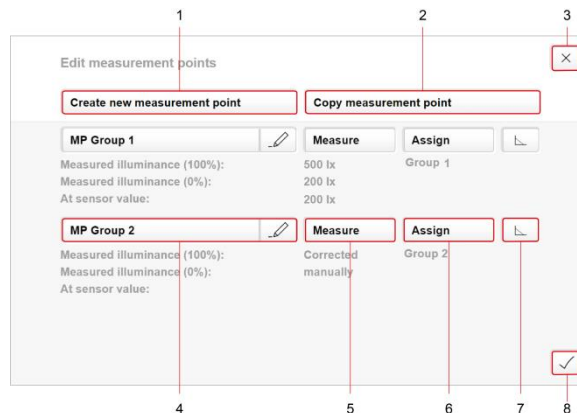 1 2 3
Edit measurement points
Create new measurement point Copy measurement point
MP Group 1 Measure Assign
Measured illuminance (100%): 500 lx Group 1
Measured illuminance (0%): 200 lx
At sensor value: 200 lx
MP Group 2 Measure Assign
Measured illuminance (100%): Corrected Group 2
Measured illuminance (0%): manually
At sensor value:
4 5 6 7 8